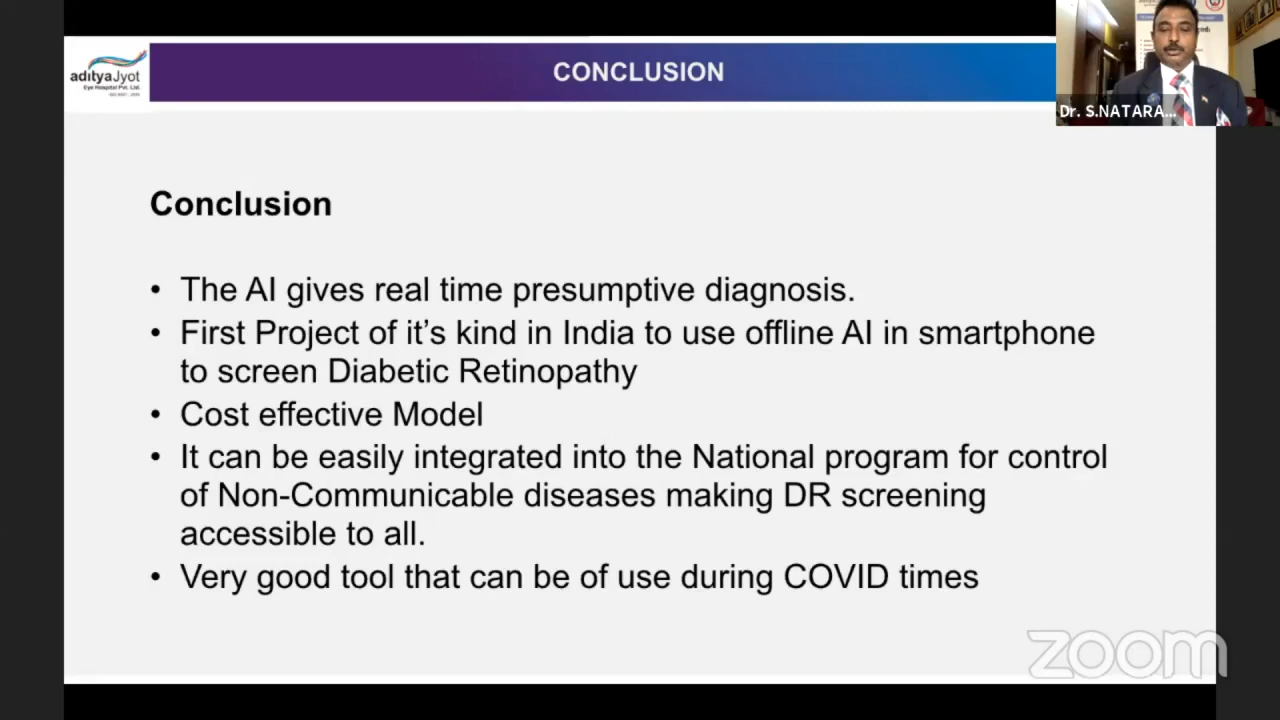 adityaJyot
Eye Hospital Pvt. Ltd.
CONCLUSION
Dr. S.NATARA...
Conclusion
• The AI gives real time presumptive diagnosis.
• First Project of it’s kind in India to use offline AI in smartphone
to screen Diabetic Retinopathy
• Cost effective Model
• It can be easily integrated into the National program for control
of Non-Communicable diseases making DR screening
accessible to all.
• Very good tool that can be of use during COVID times
zoom